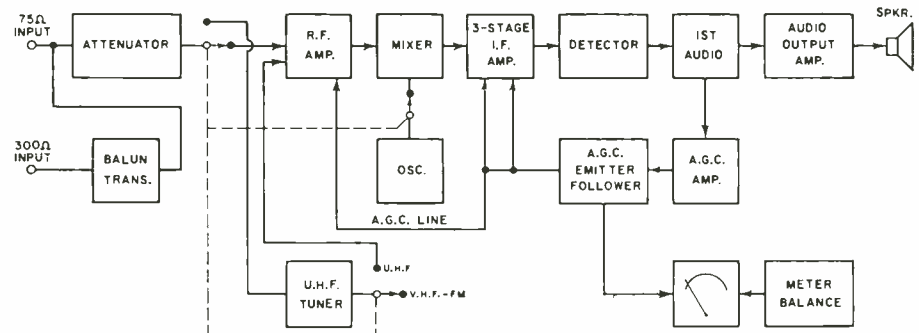 75Ω
INPUT
ATTENUATOR
R.F.
AMP.
MIXER
3-STAGE
I.F.
AMP.
DETECTOR
1ST
AUDIO
AUDIO
OUTPUT
AMP.
SPKR.
300Ω
INPUT
BALUN
TRANS.
OSC.
A.G.C.
EMITTER
FOLLOWER
A.G.C.
AMP.
A.G.C. LINE
U.H.F
U.H.F.
TUNER
V.H.F.-FM
METER
BALANCE